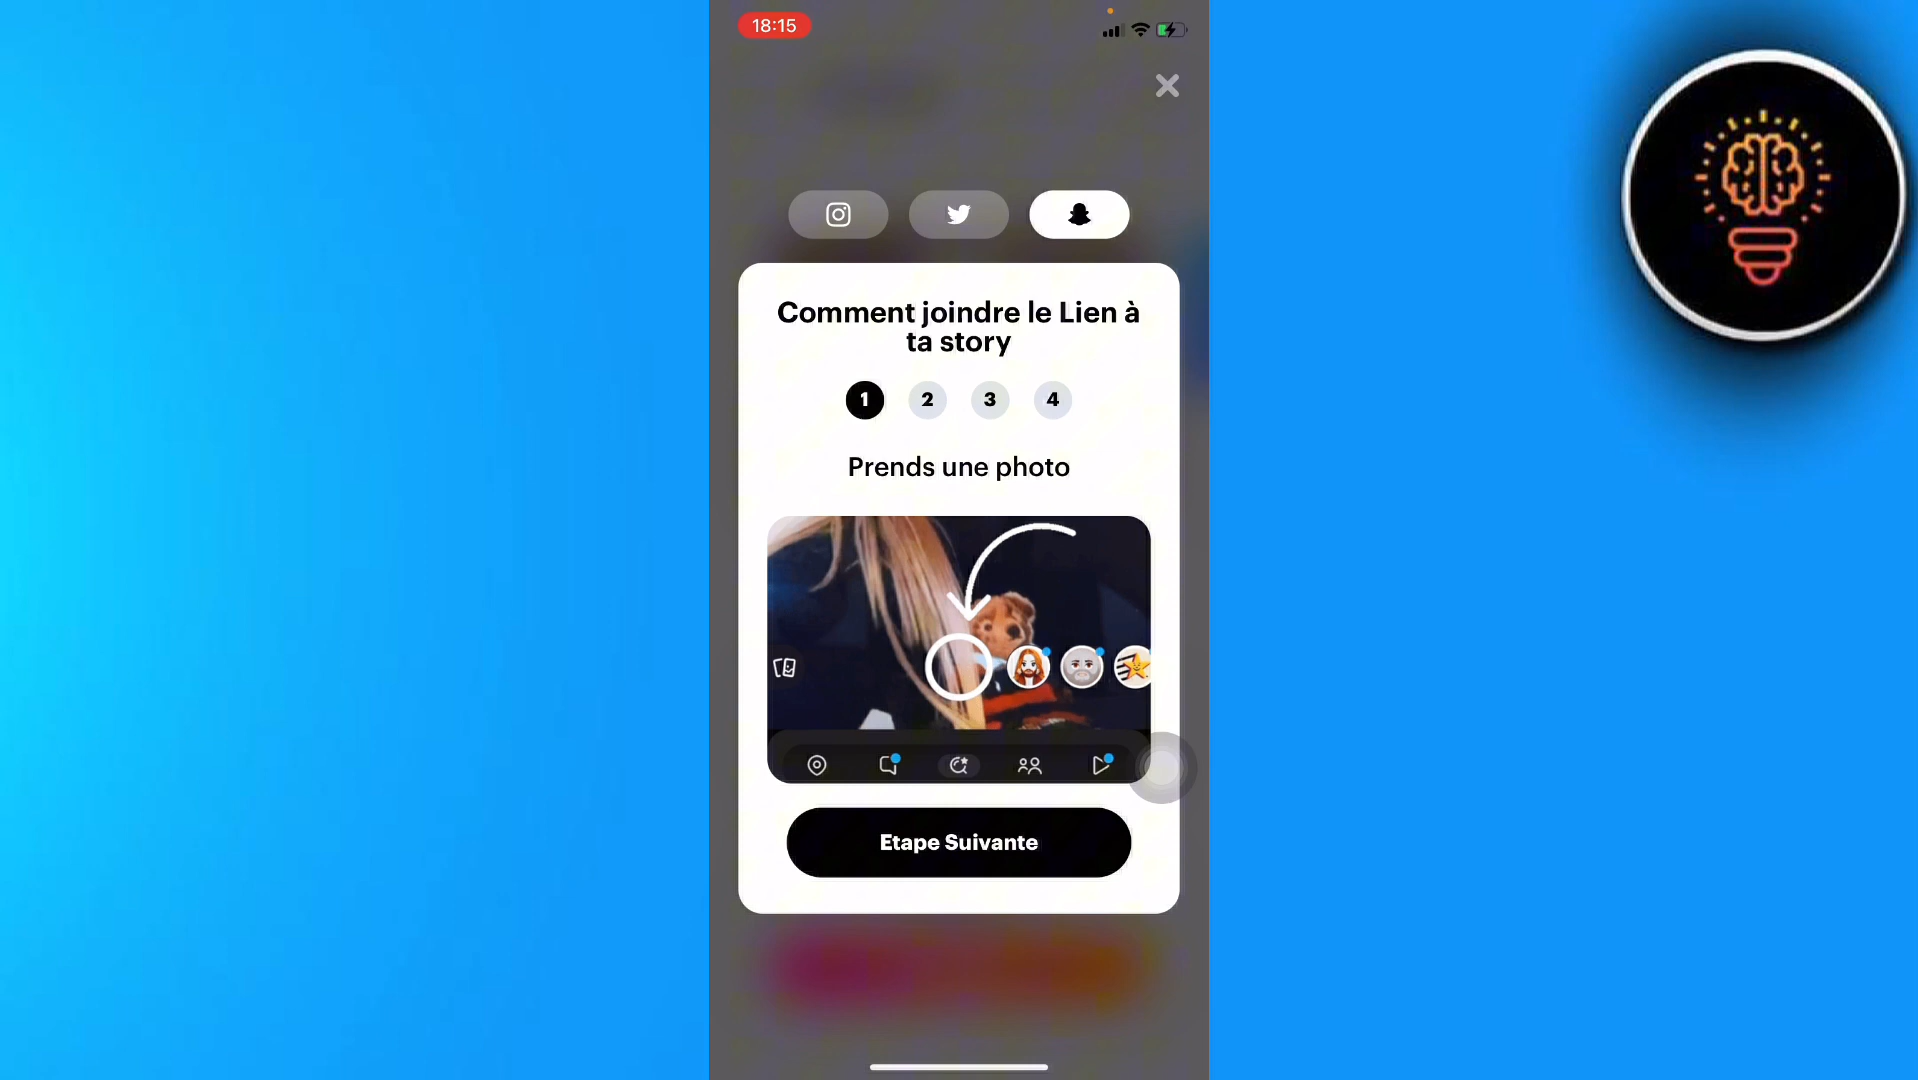 18:15
Comment joindre le Lien à
ta story
1 2 3 4
Prends une photo
Etape Suivante